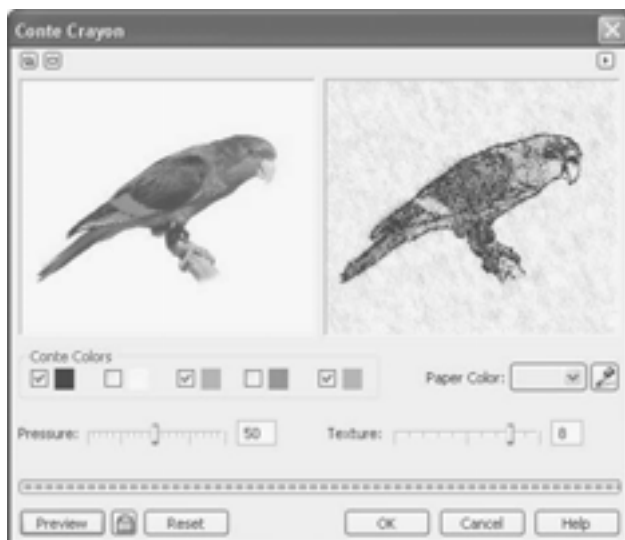 Conte Crayon
Conte Colors
Paper Color:
Pressure: 50 Texture: 8
Preview Reset OK Cancel Help